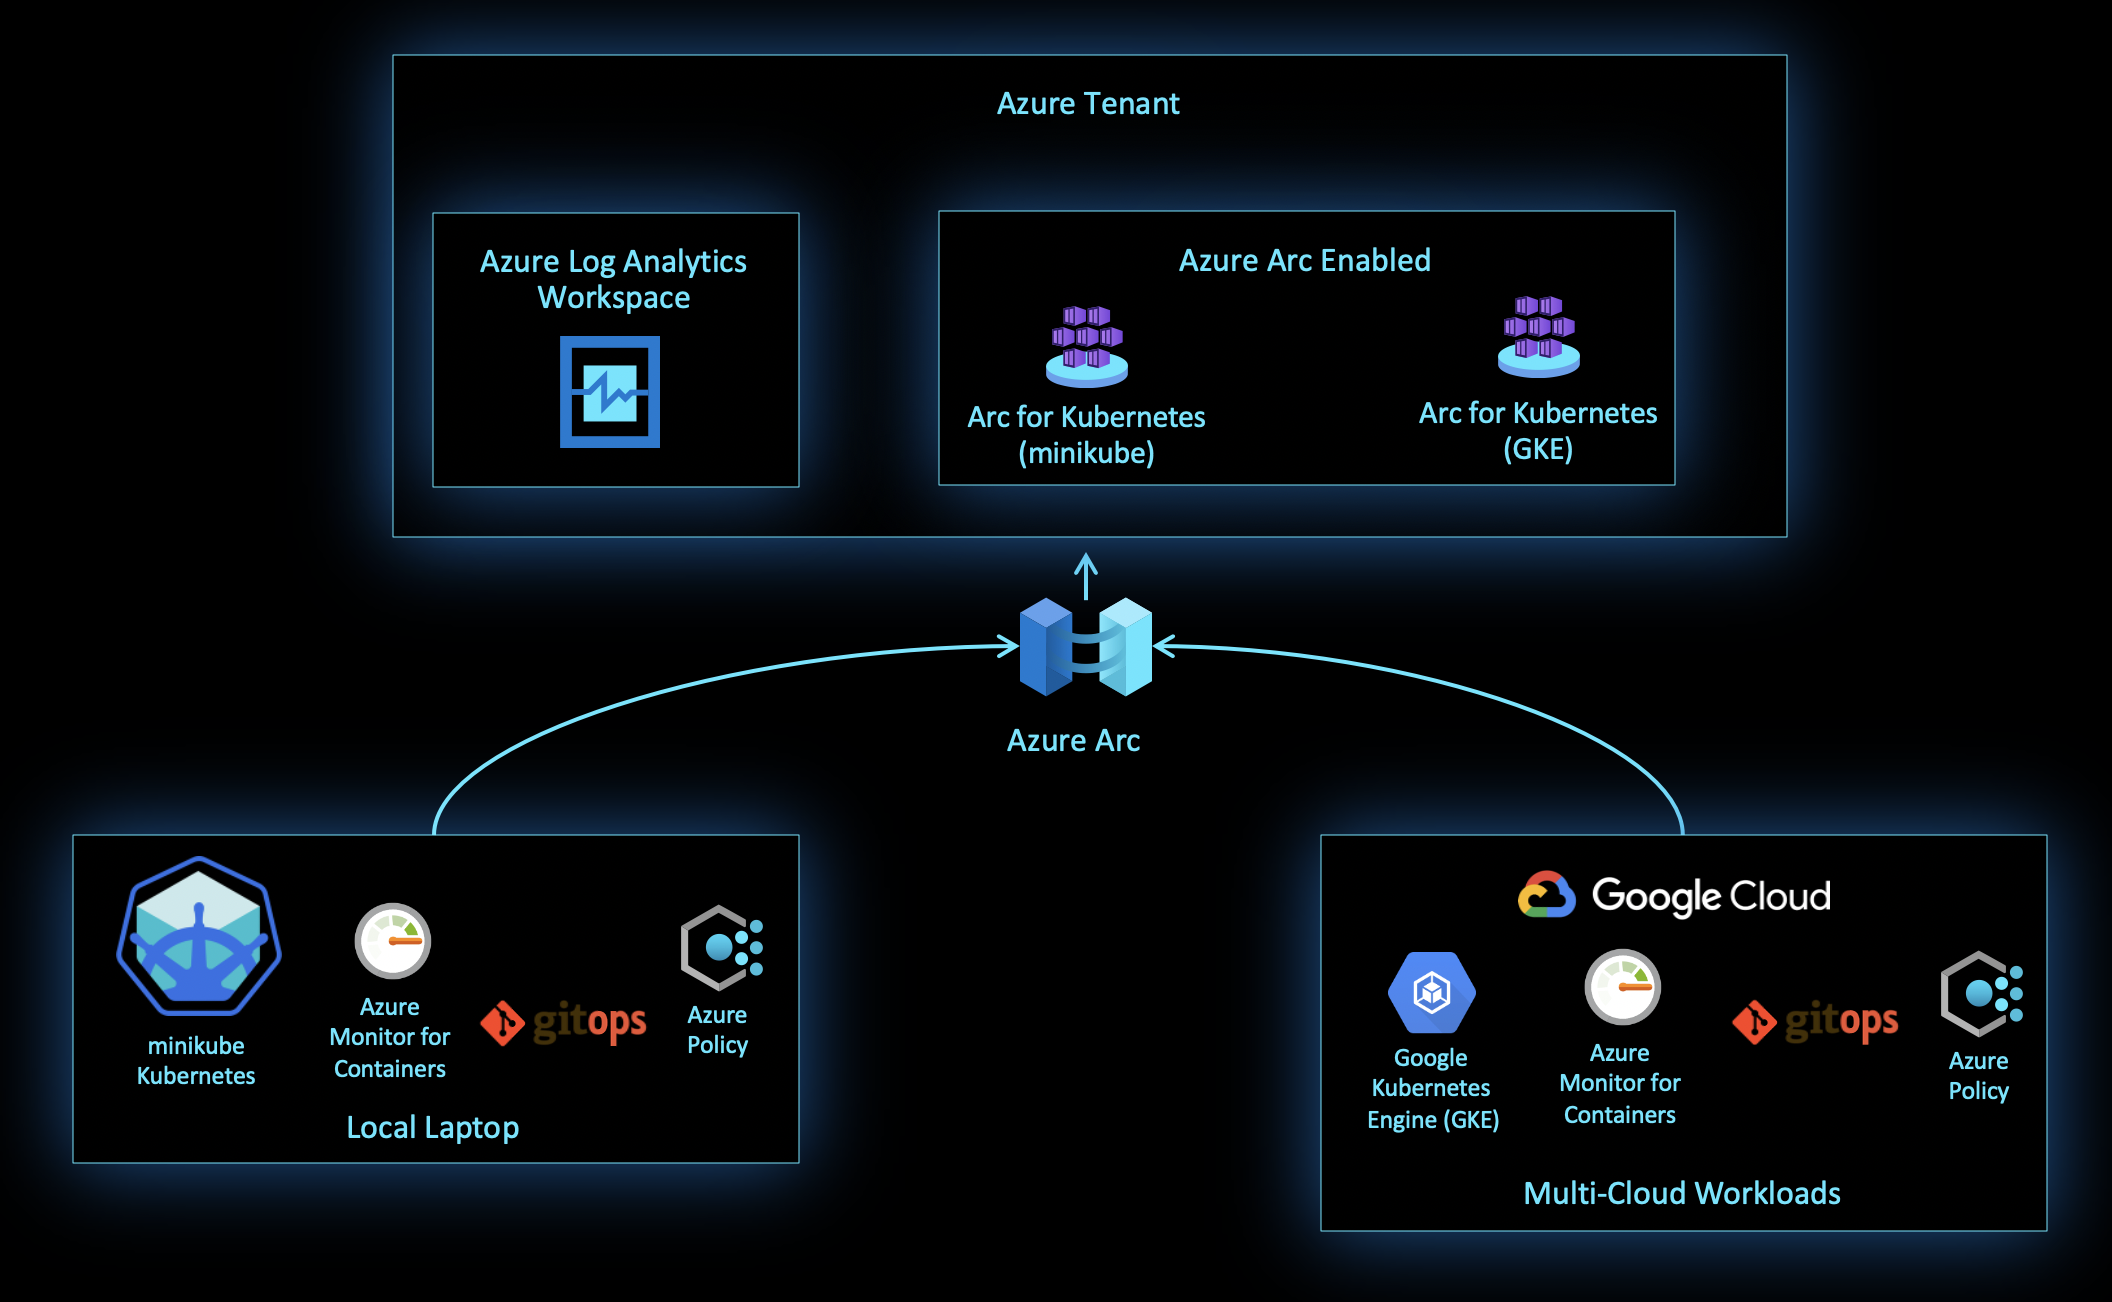 Azure Tenant
Azure Log Analytics
Workspace
Azure Arc Enabled
Arc for Kubernetes
(minikube)
Arc for Kubernetes
(GKE)
Azure Arc
minikube
Kubernetes
Azure
Monitor for
Containers
gitops
Azure
Policy
Local Laptop
Google Cloud
Google
Kubernetes
Engine (GKE)
Azure
Monitor for
Containers
gitops
Azure
Policy
Multi-Cloud Workloads